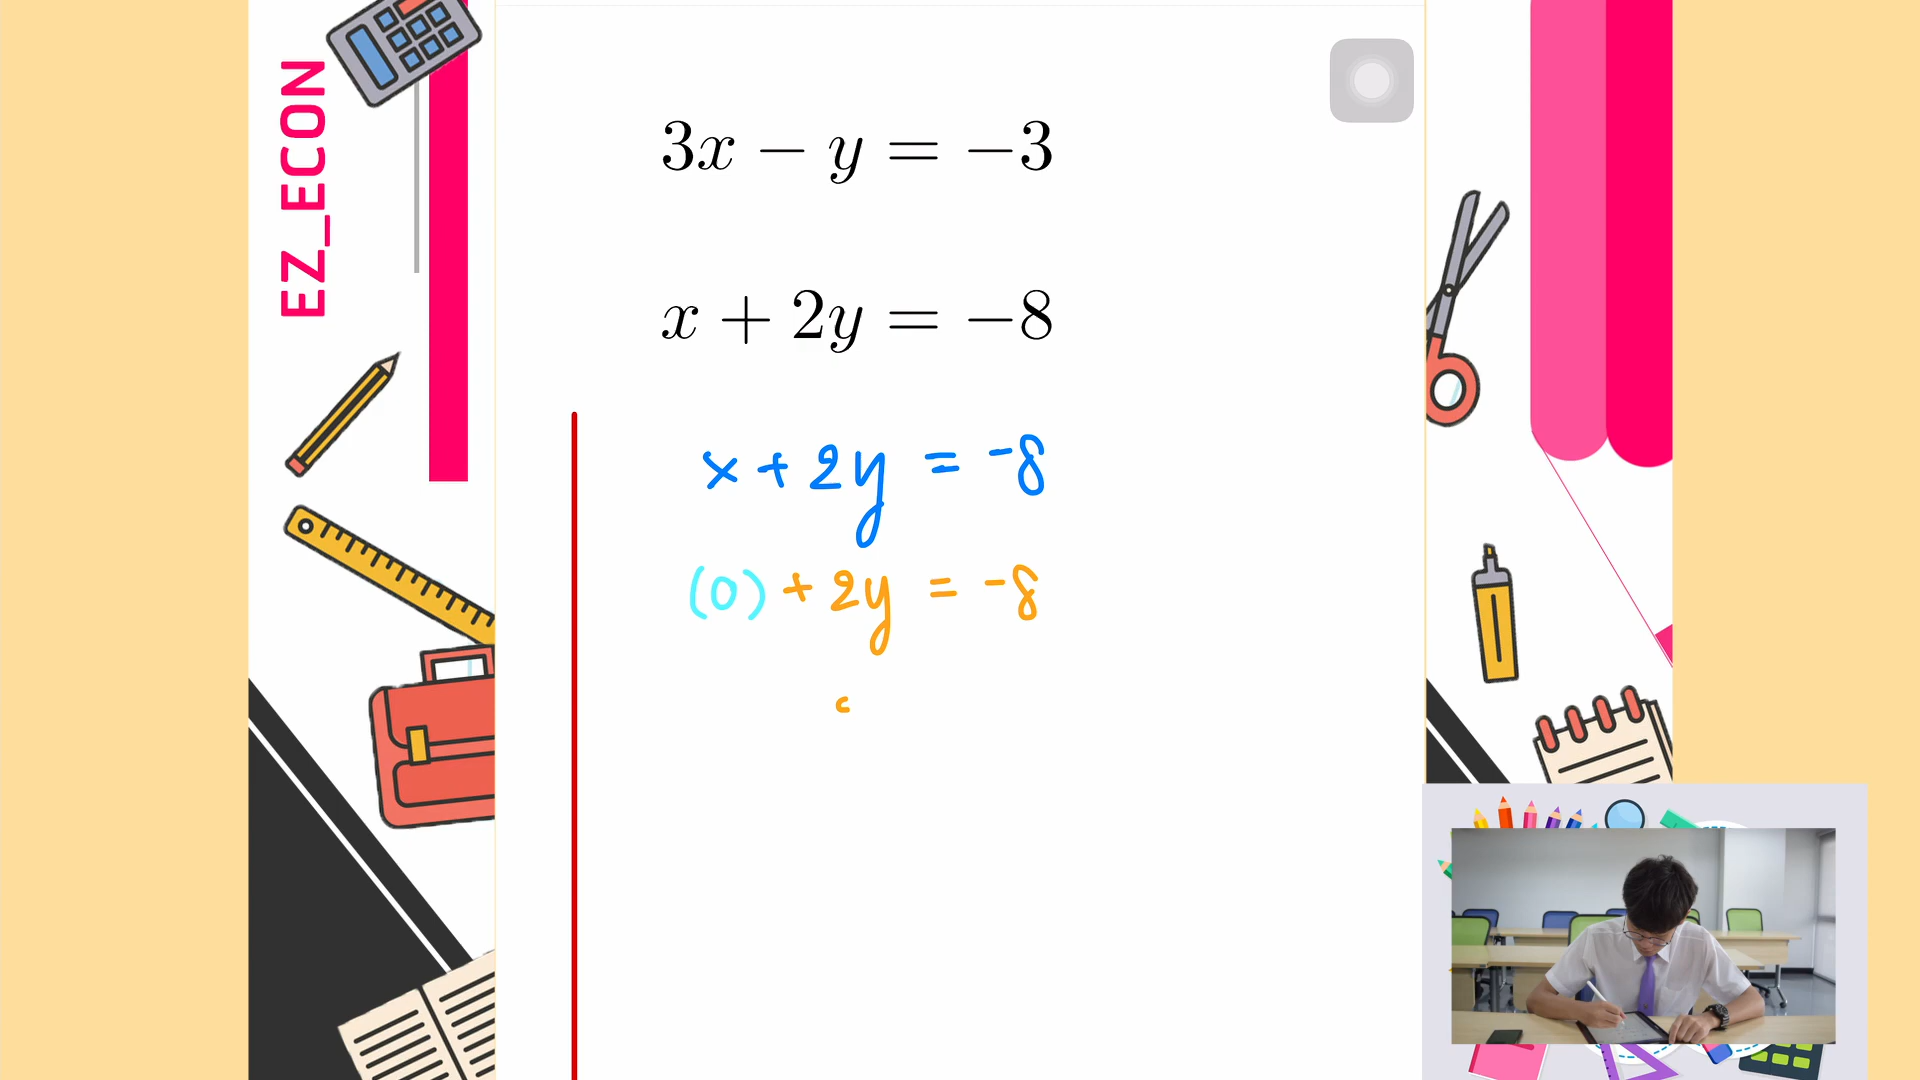 EZ_ECON
3x − y = −3
x + 2y = −8
x + 2y = -8
(0) + 2y = -8